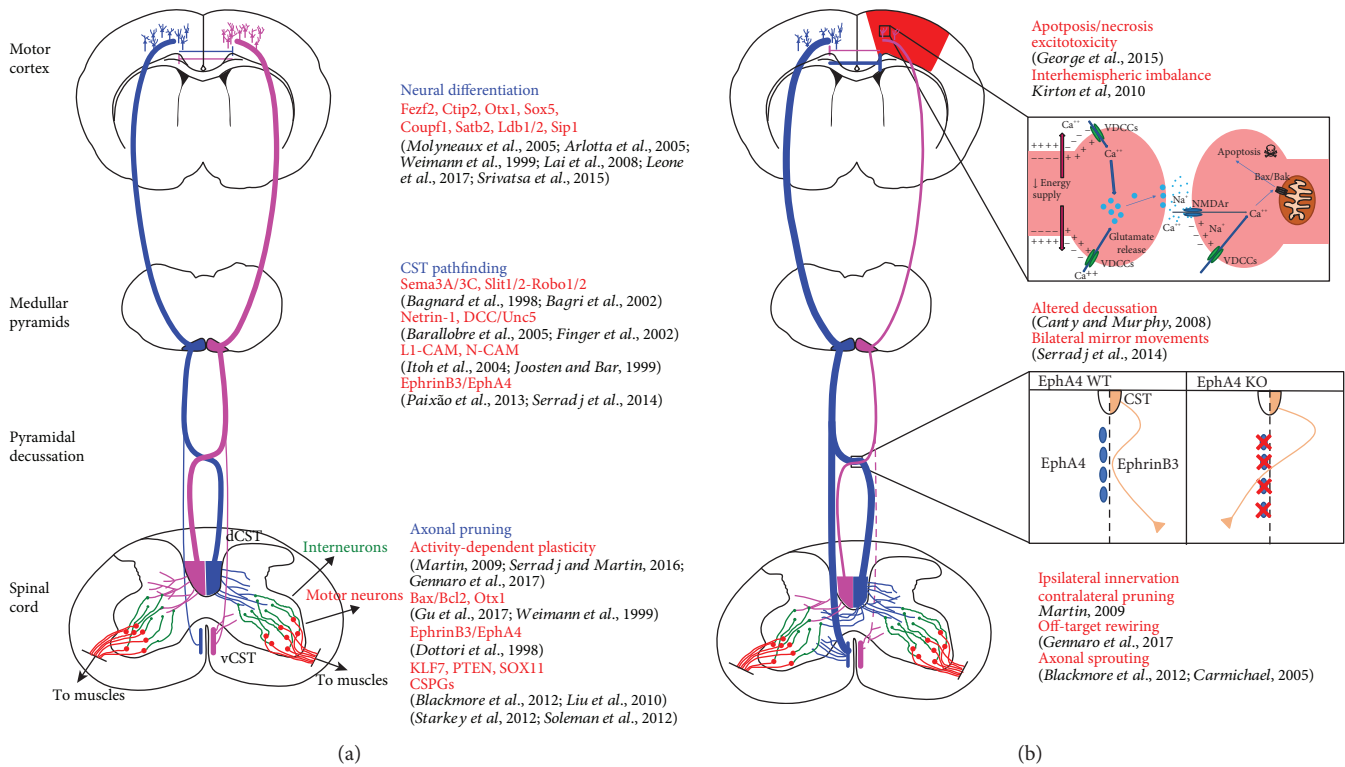 Motor
cortex
Neural differentiation
Fezf2, Ctip2, Otx1, Sox5,
Coupf1, Satb2, Ldb1/2, Sip1
(Molyneaux et al., 2005; Arlotta et al., 2005;
Weimann et al., 1999; Lai et al., 2008; Leone
et al., 2017; Srivatsa et al., 2015)
Medullar
pyramids
CST pathfinding
Sema3A/3C, Slit1/2-Robo1/2
(Bagnard et al., 1998; Bagri et al., 2002)
Netrin-1, DCC/Unc5
(Barallobre et al., 2005; Finger et al., 2002)
L1-CAM, N-CAM
(Itoh et al., 2004; Joosten and Bar, 1999)
EphrinB3/EphA4
(Paixão et al., 2013; Serradj et al., 2014)
Pyramidal
decussation
Spinal
cord
dCST
Interneurons
Motor neurons
vCST
To muscles
To muscles
Axonal pruning
Activity-dependent plasticity
(Martin, 2009; Serradj and Martin, 2016;
Gennaro et al., 2017)
Bax/Bcl2, Otx1
(Gu et al., 2017; Weimann et al., 1999)
EphrinB3/EphA4
(Dottori et al., 1998)
KLF7, PTEN, SOX11
CSPGs
(Blackmore et al., 2012; Liu et al., 2010)
(Starkey et al, 2012; Soleman et al., 2012)
(a)
Apotposis/necrosis
excitotoxicity
(George et al., 2015)
Interhemispheric imbalance
Kirton et al, 2010
Ca++
VDCCs
Ca++
++++
----
↓ Energy
supply
----
++++
Glutamate
release
VDCCs
Ca++
Na+
NMDAr
Ca++
Na+
Ca++
VDCCs
Apoptosis
Bax/Bak
Altered decussation
(Canty and Murphy, 2008)
Bilateral mirror movements
(Serradj et al., 2014)
EphA4 WT
EphA4 KO
CST
EphA4
EphrinB3
Ipsilateral innervation
contralateral pruning
Martin, 2009
Off-target rewiring
(Gennaro et al., 2017
Axonal sprouting
(Blackmore et al., 2012; Carmichael, 2005)
(b)